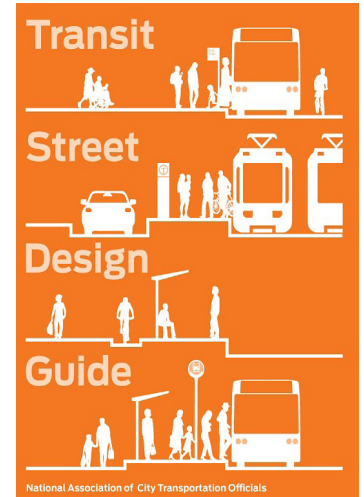 Transit
Street
Design
Guide
National Association of City Transportation Officials